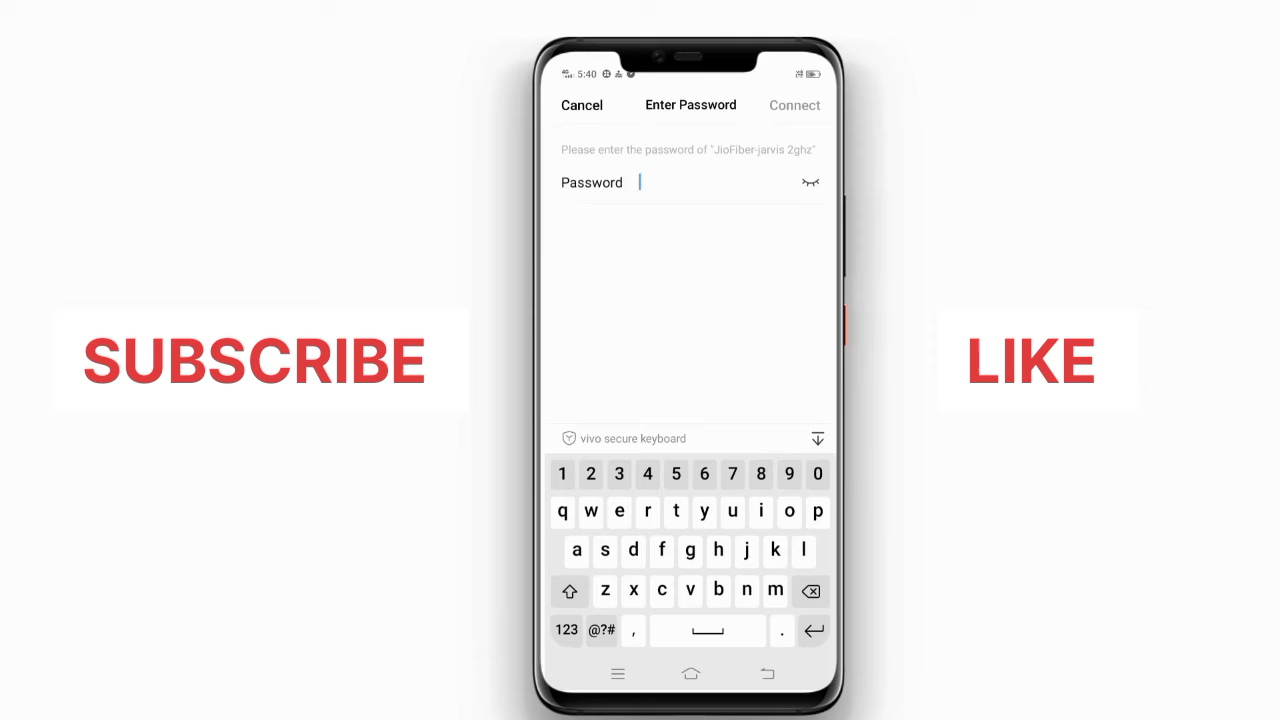 4G 5:40
Cancel Enter Password Connect
Please enter the password of "JioFiber-jarvis 2ghz"
Password
SUBSCRIBE
LIKE
vivo secure keyboard
1 2 3 4 5 6 7 8 9 0
q w e r t y u i o p
a s d f g h j k l
z x c v b n m
123 @?# , .